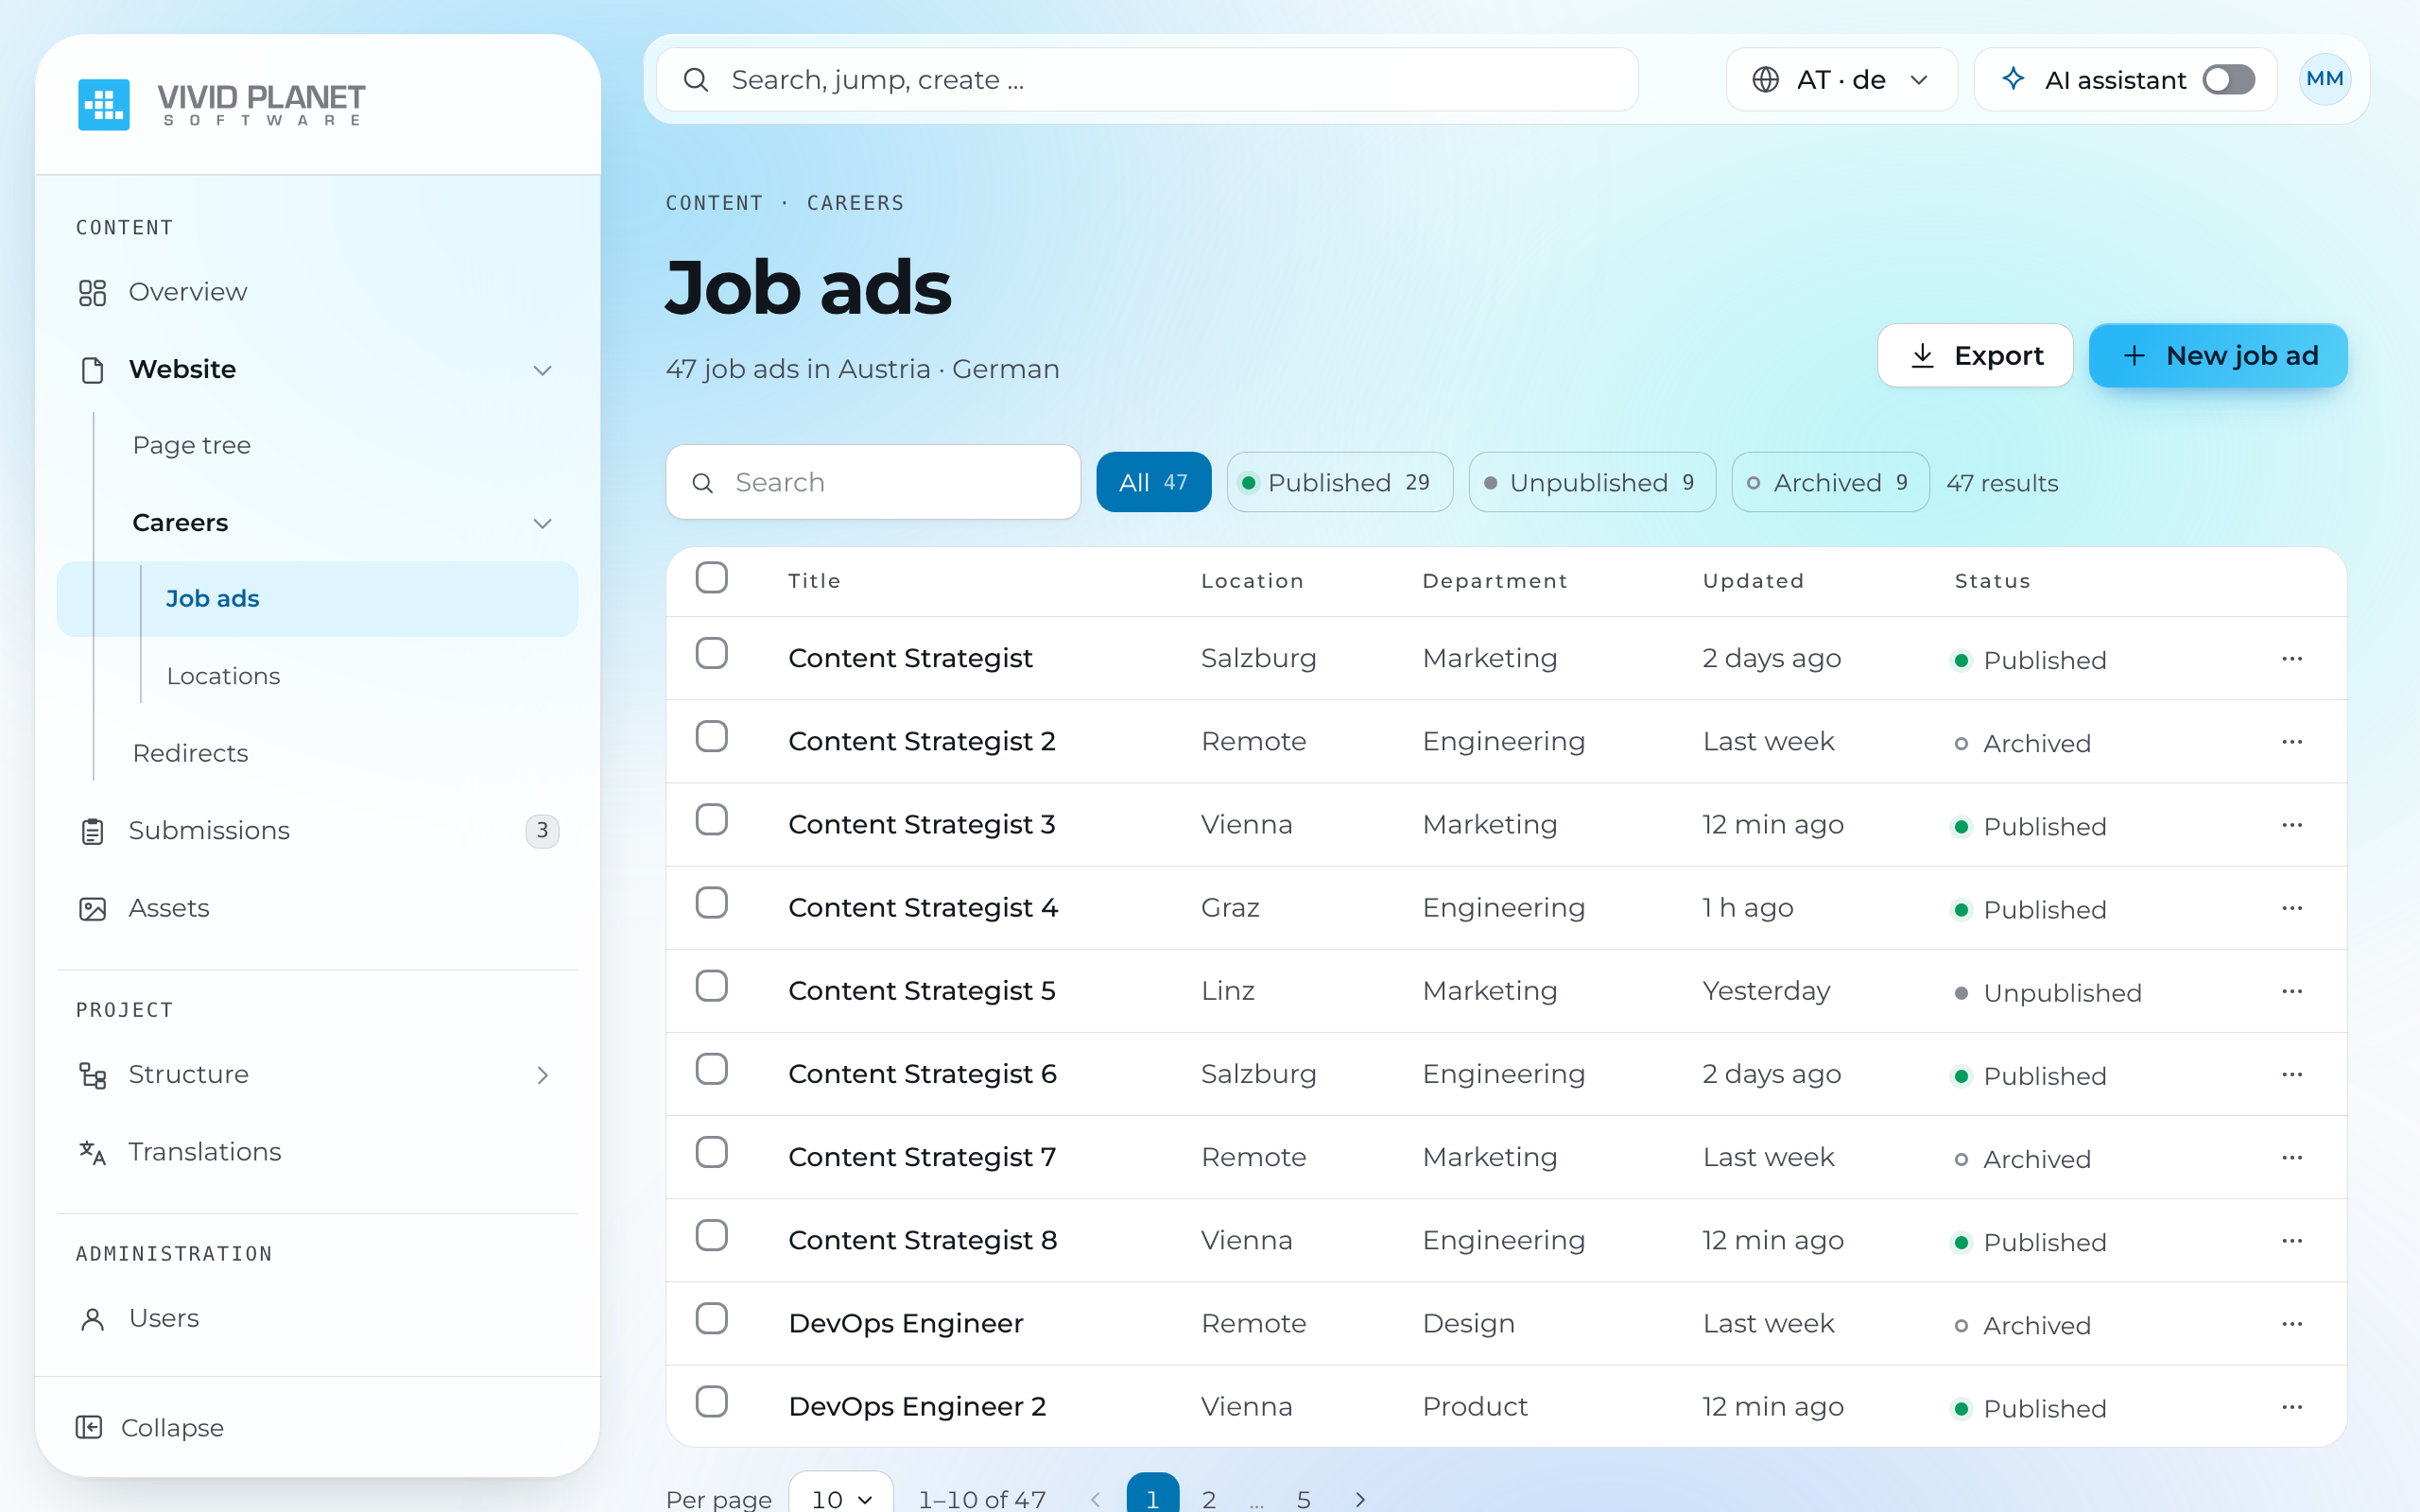 VIVID PLANET
SOFTWARE
CONTENT
Overview
Website
Page tree
Careers
Job ads
Locations
Redirects
Submissions 3
Assets
PROJECT
Structure
Translations
ADMINISTRATION
Users
Collapse
Search, jump, create ...
AT · de
AI assistant
MM
CONTENT · CAREERS
Job ads
47 job ads in Austria · German
Export
New job ad
Search
All 47
Published 29
Unpublished 9
Archived 9
47 results
Title Location Department Updated Status
Content Strategist Salzburg Marketing 2 days ago Published
Content Strategist 2 Remote Engineering Last week Archived
Content Strategist 3 Vienna Marketing 12 min ago Published
Content Strategist 4 Graz Engineering 1 h ago Published
Content Strategist 5 Linz Marketing Yesterday Unpublished
Content Strategist 6 Salzburg Engineering 2 days ago Published
Content Strategist 7 Remote Marketing Last week Archived
Content Strategist 8 Vienna Engineering 12 min ago Published
DevOps Engineer Remote Design Last week Archived
DevOps Engineer 2 Vienna Product 12 min ago Published
Per page 10 1–10 of 47 1 2 ... 5